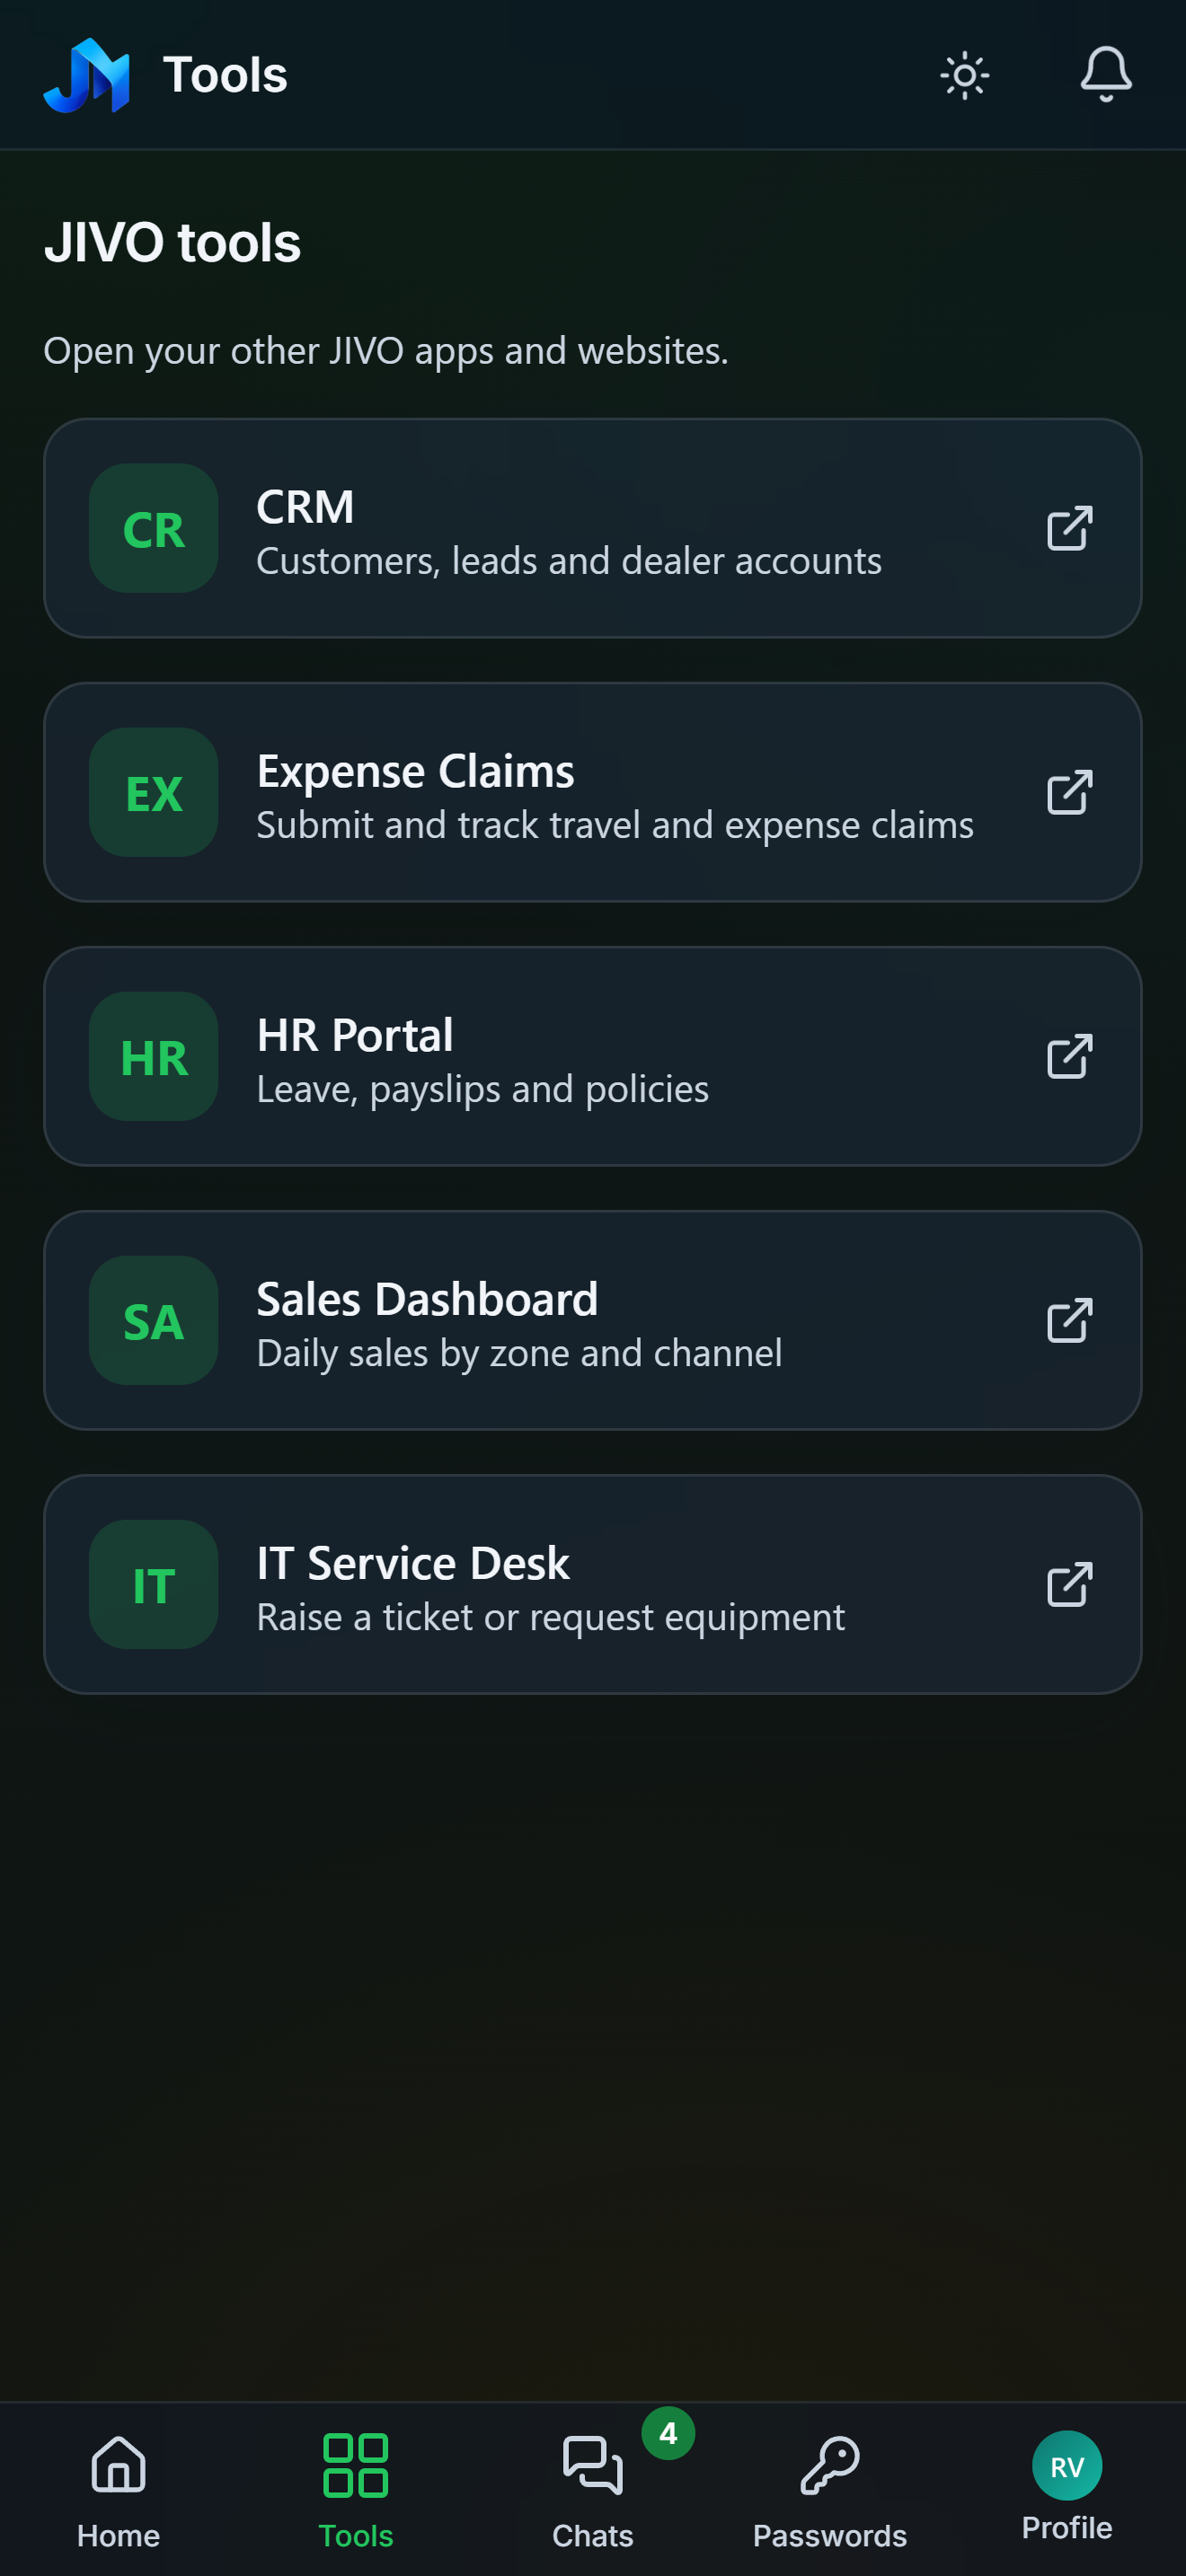 JM Tools
JIVO tools
Open your other JIVO apps and websites.
CR
CRM
Customers, leads and dealer accounts
EX
Expense Claims
Submit and track travel and expense claims
HR
HR Portal
Leave, payslips and policies
SA
Sales Dashboard
Daily sales by zone and channel
IT
IT Service Desk
Raise a ticket or request equipment
4
RV
Home Tools Chats Passwords Profile